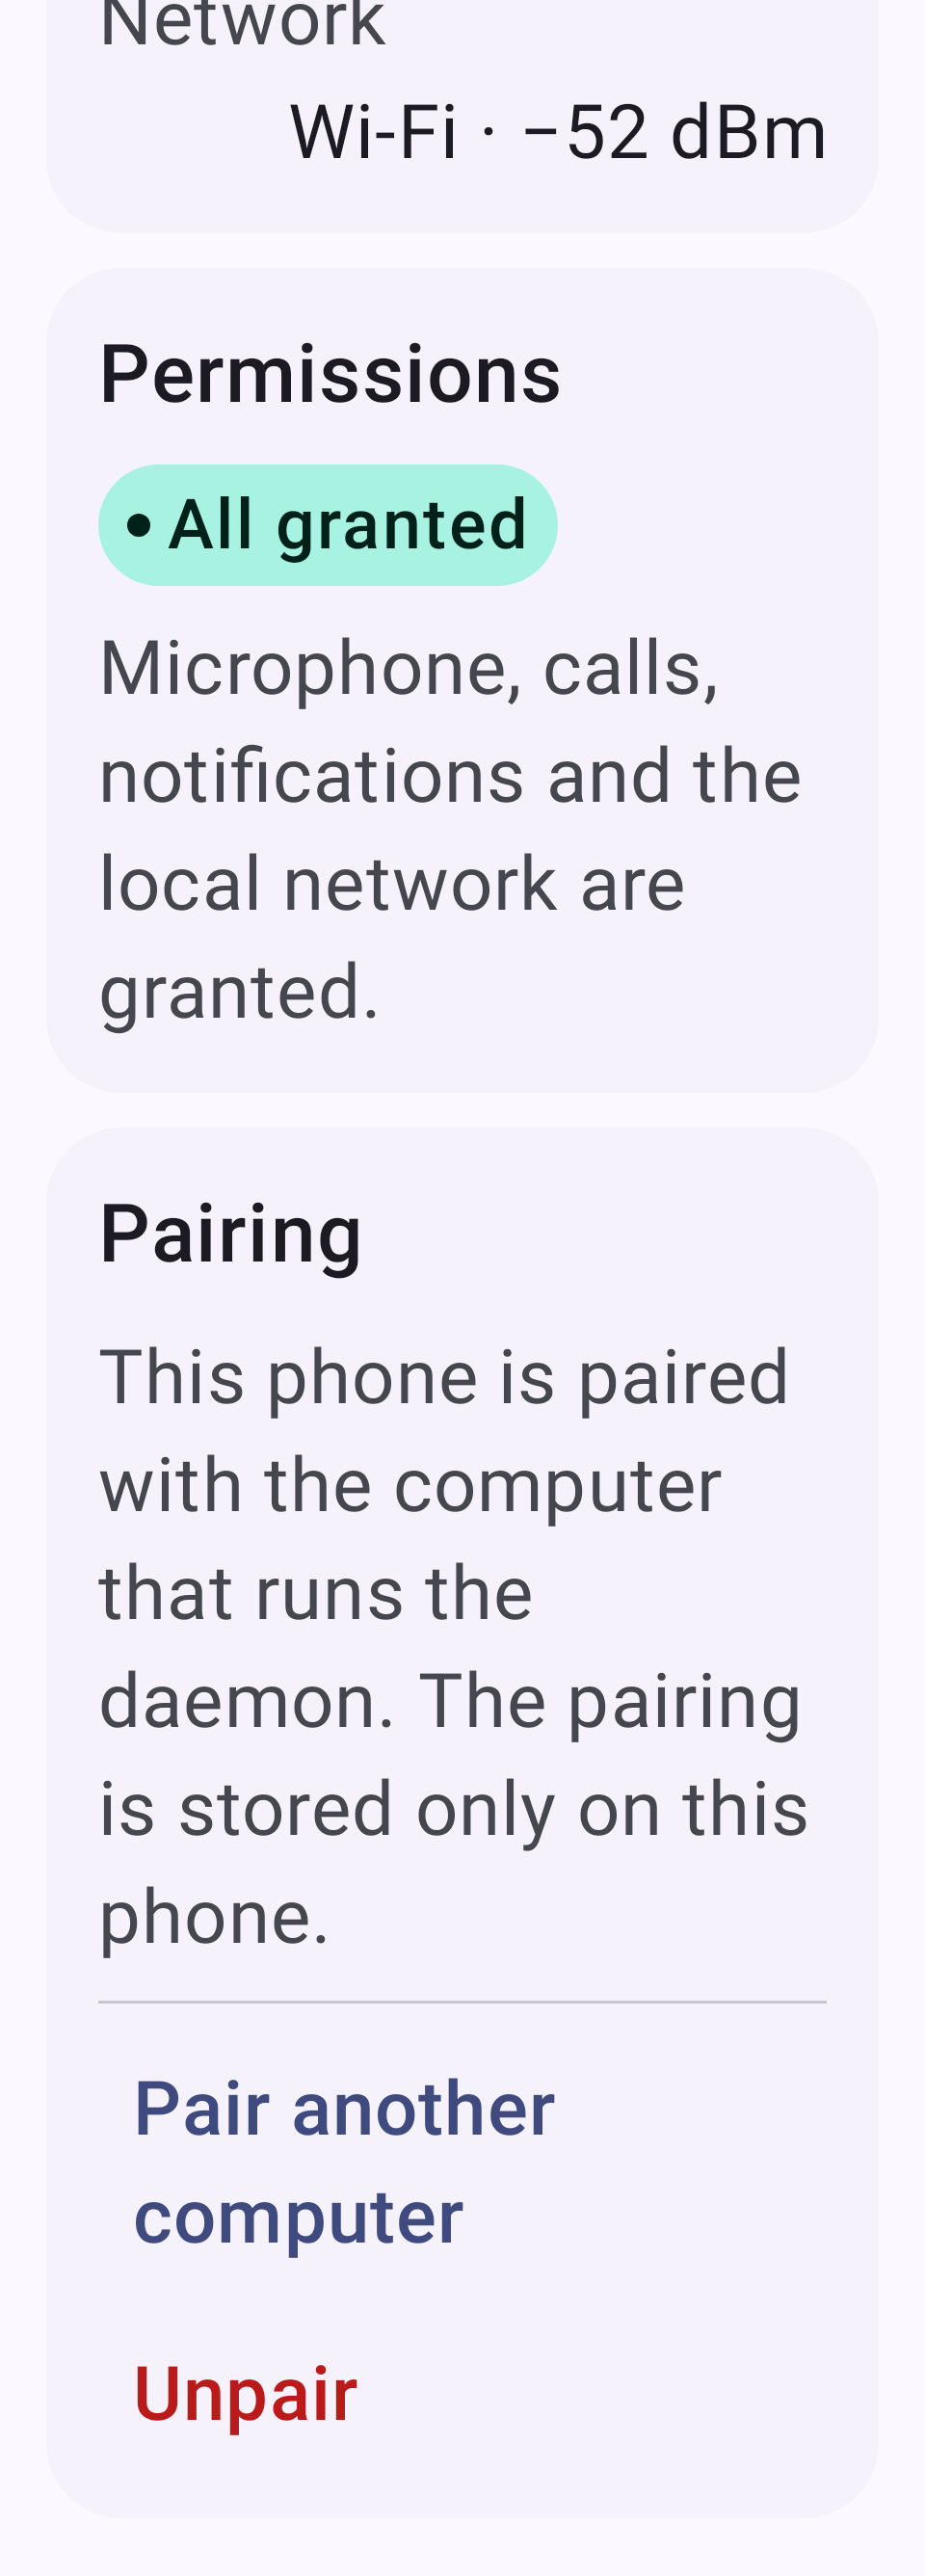 Network
Wi-Fi · −52 dBm
Permissions
All granted
Microphone, calls,
notifications and the
local network are
granted.
Pairing
This phone is paired
with the computer
that runs the
daemon. The pairing
is stored only on this
phone.
Pair another
computer
Unpair